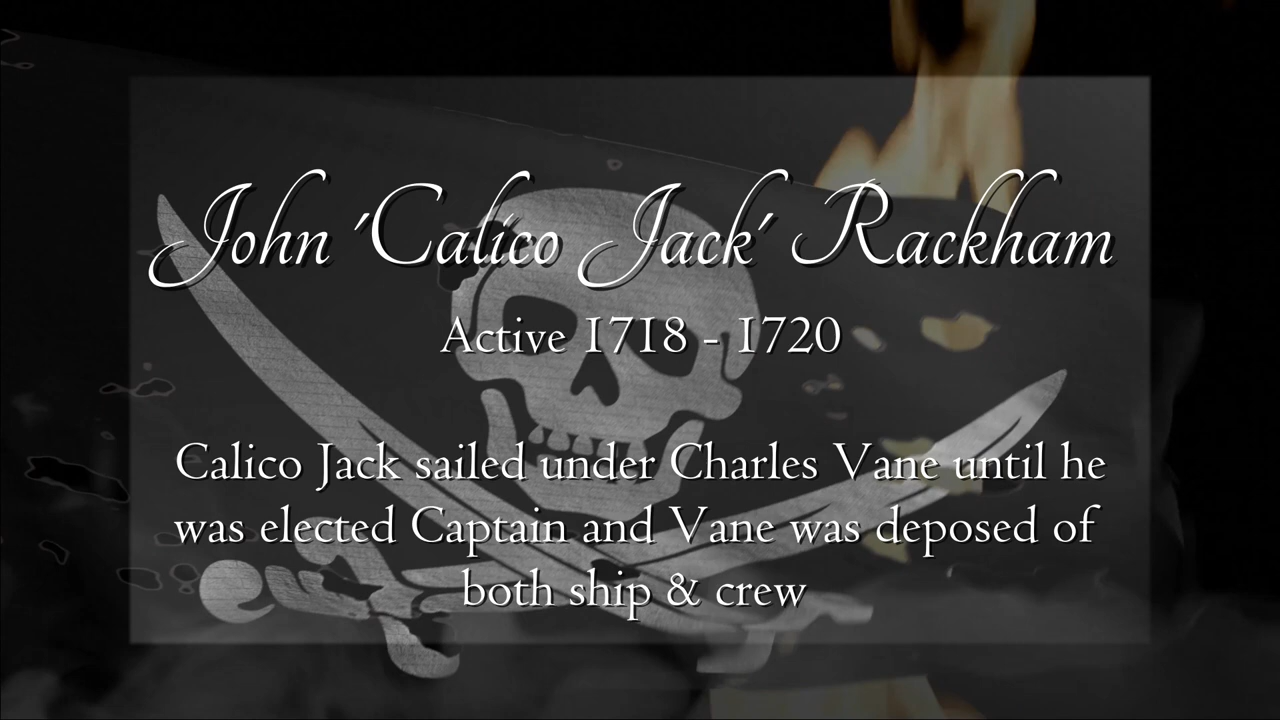 John 'Calico Jack' Rackham
Active 1718 - 1720
Calico Jack sailed under Charles Vane until he
was elected Captain and Vane was deposed of
both ship & crew